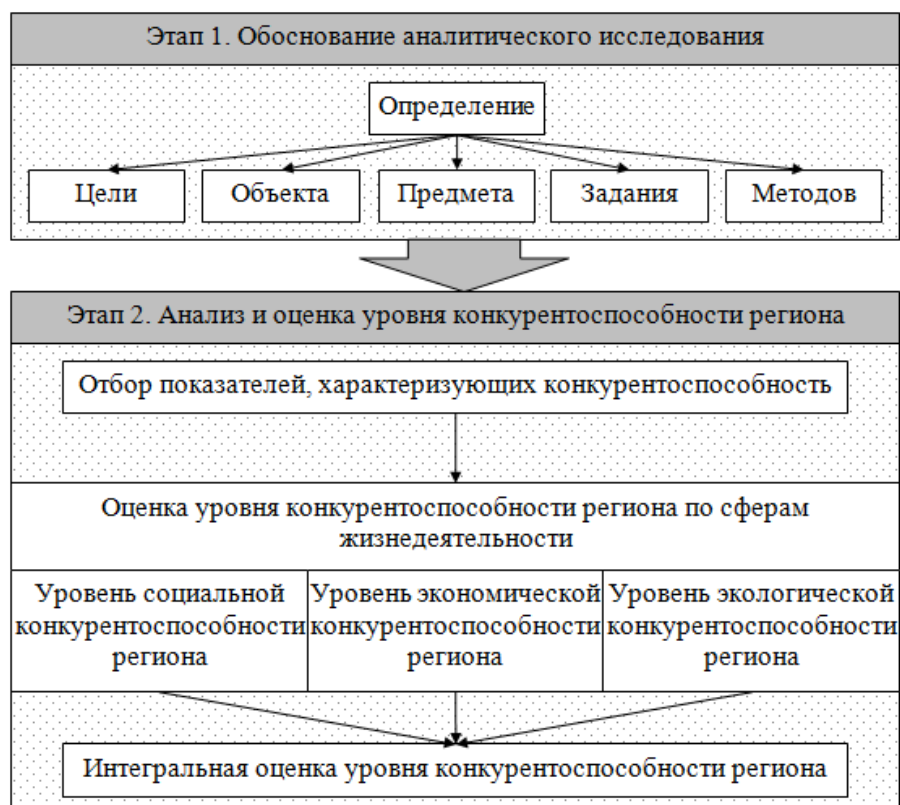 Этап 1. Обоснование аналитического исследования
Определение
Цели
Объекта
Предмета
Задания
Методов
Этап 2. Анализ и оценка уровня конкурентоспособности региона
Отбор показателей, характеризующих конкурентоспособность
Оценка уровня конкурентоспособности региона по сферам
жизнедеятельности
Уровень социальной
конкурентоспособности
региона
Уровень экономической
конкурентоспособности
региона
Уровень экологической
конкурентоспособности
региона
Интегральная оценка уровня конкурентоспособности региона